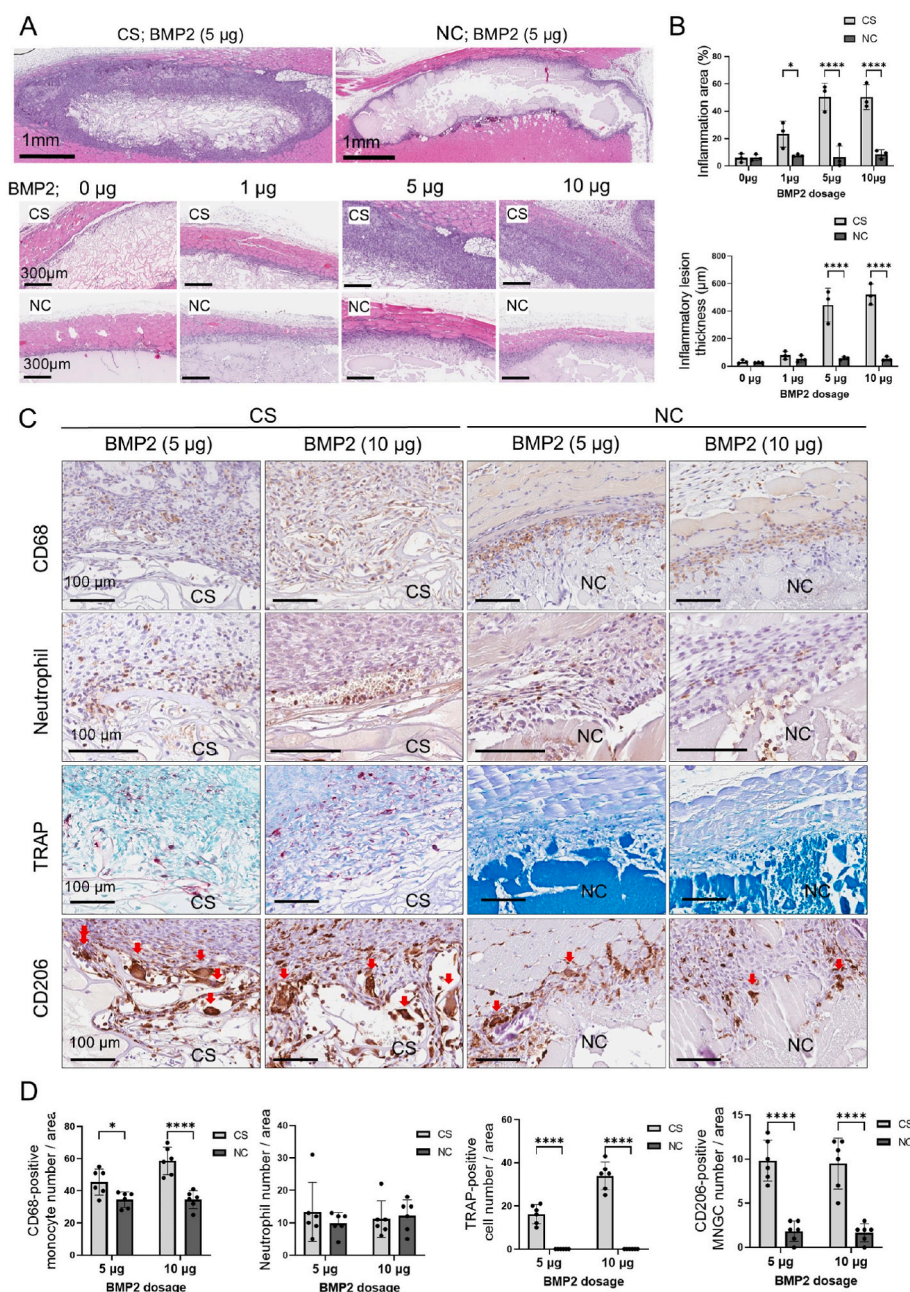 A
CS; BMP2 (5 µg)
NC; BMP2 (5 µg)
1mm
1mm
BMP2;
0 µg
1 µg
5 µg
10 µg
CS
CS
CS
CS
300µm
NC
NC
NC
NC
300µm
B
Inflammation area (%)
80
60
40
20
0
CS
NC
*
****
****
0µg
1µg
5µg
10µg
BMP2 dosage
Inflammatory lesion
thickness (µm)
800
600
400
200
0
CS
NC
****
****
0 µg
1 µg
5 µg
10 µg
BMP2 dosage
C
CS
NC
BMP2 (5 µg)
BMP2 (10 µg)
BMP2 (5 µg)
BMP2 (10 µg)
CD68
100 µm
CS
CS
NC
NC
Neutrophil
100 µm
CS
CS
NC
NC
TRAP
100 µm
CS
CS
NC
NC
CD206
100 µm
CS
CS
NC
NC
D
CD68-positive
monocyte number / area
80
60
40
20
0
*
****
CS
NC
5 µg
10 µg
BMP2 dosage
Neutrophil number / area
40
30
20
10
0
CS
NC
5 µg
10 µg
BMP2 dosage
TRAP-positive
cell number / area
60
40
20
0
****
****
CS
NC
5 µg
10 µg
BMP2 dosage
CD206-positive
MNGC number / area
15
10
5
0
****
****
CS
NC
5 µg
10 µg
BMP2 dosage